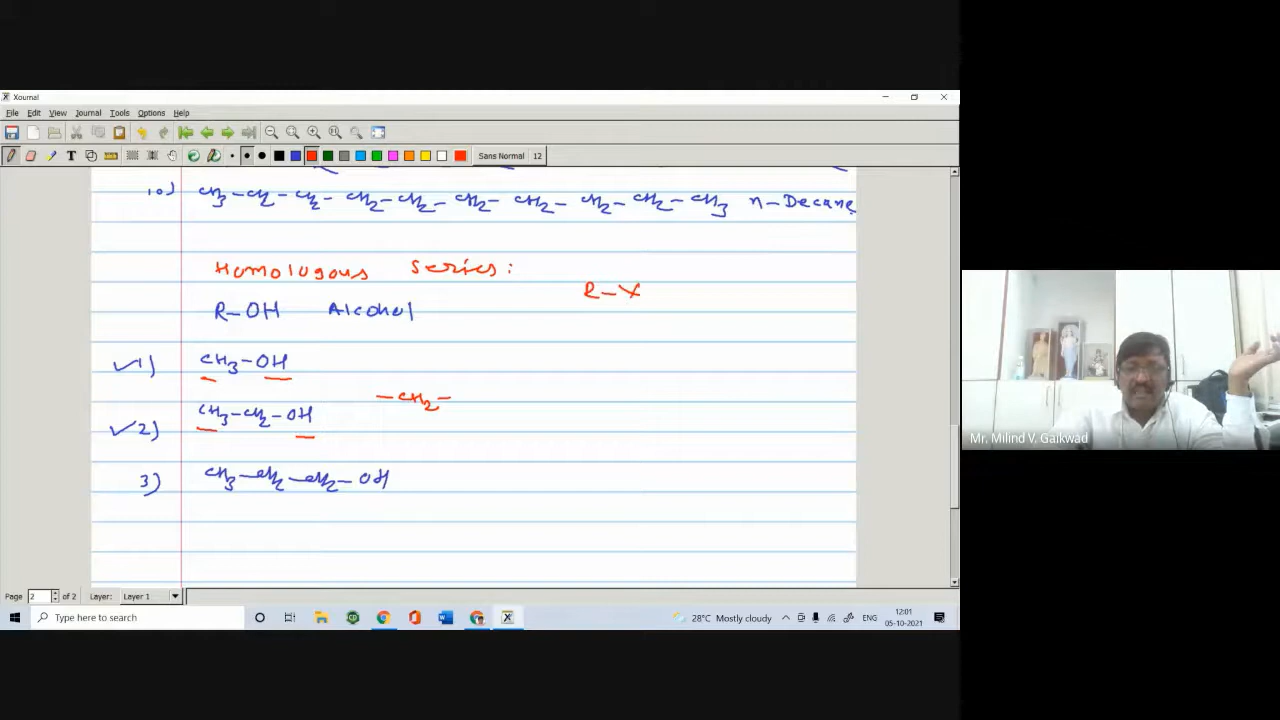 Xournal
File Edit View Journal Tools Options Help
Sans Normal 12
10) CH3-CH2-CH2-CH2-CH2-CH2-CH2-CH2-CH2-CH3 n-Decane
Homologous Series:
R-X
R-OH Alcohol
✓1) CH3-OH
-CH2-
✓2) CH3-CH2-OH
3) CH3-CH2-CH2-OH
Mr. Milind V. Gaikwad
Page 2 of 2 Layer: Layer 1
Type here to search
28°C Mostly cloudy
ENG
12:01
05-10-2021